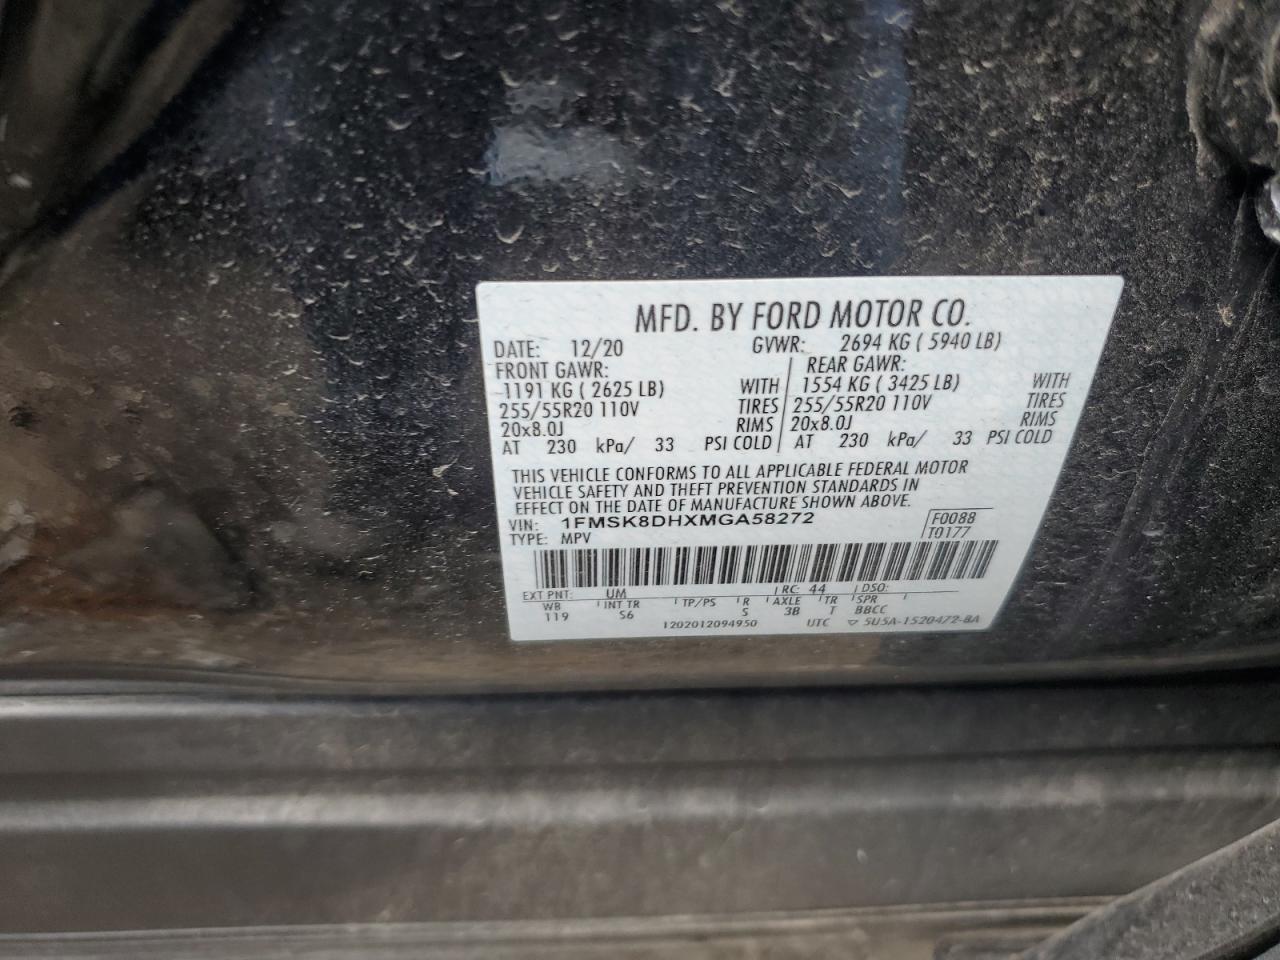 MFD. BY FORD MOTOR CO.
DATE: 12/20 GVWR: 2694 KG ( 5940 LB)
FRONT GAWR: REAR GAWR:
1191 KG ( 2625 LB) WITH 1554 KG ( 3425 LB) WITH
255/55R20 110V TIRES 255/55R20 110V TIRES
20x8.0J RIMS 20x8.0J RIMS
AT 230 kPa/ 33 PSI COLD AT 230 kPa/ 33 PSI COLD
THIS VEHICLE CONFORMS TO ALL APPLICABLE FEDERAL MOTOR
VEHICLE SAFETY AND THEFT PREVENTION STANDARDS IN
EFFECT ON THE DATE OF MANUFACTURE SHOWN ABOVE.
VIN: 1FMSK8DHXMGA58272 F0088
TYPE: MPV T0177
EXT PNT: UM RC: 44 DSO:
WB INT TR TP/PS R AXLE TR SPR
119 S6 S 3B T BBCC
1202012094950 UTC ▽ 5U5A-1520472-BA